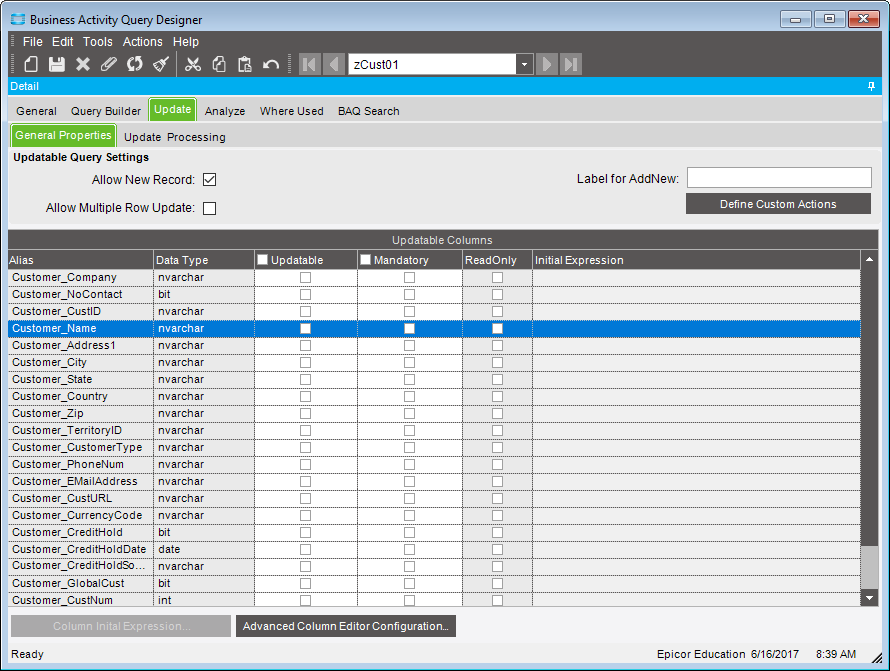 Business Activity Query Designer
File Edit Tools Actions Help
zCust01
Detail
General Query Builder Update Analyze Where Used BAQ Search
General Properties Update Processing
Updatable Query Settings
Allow New Record: Label for AddNew:
Allow Multiple Row Update: Define Custom Actions
Updatable Columns
Alias Data Type Updatable Mandatory ReadOnly Initial Expression
Customer_Company nvarchar
Customer_NoContact bit
Customer_CustID nvarchar
Customer_Name nvarchar
Customer_Address1 nvarchar
Customer_City nvarchar
Customer_State nvarchar
Customer_Country nvarchar
Customer_Zip nvarchar
Customer_TerritoryID nvarchar
Customer_CustomerType nvarchar
Customer_PhoneNum nvarchar
Customer_EMailAddress nvarchar
Customer_CustURL nvarchar
Customer_CurrencyCode nvarchar
Customer_CreditHold bit
Customer_CreditHoldDate date
Customer_CreditHoldSo... nvarchar
Customer_GlobalCust bit
Customer_CustNum int
Column Inital Expression... Advanced Column Editor Configuration...
Ready Epicor Education 6/16/2017 8:39 AM